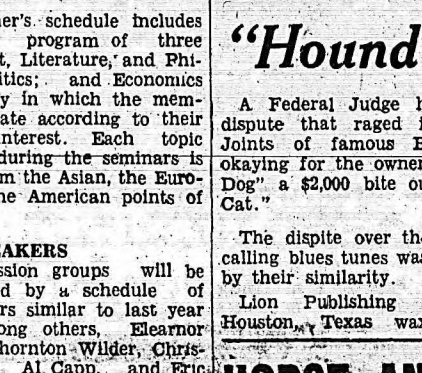 er's schedule includes
program of three
t, Literature, and Phi-
itics; and Economics
y in which the mem-
ate according to their
nterest. Each topic
during the seminars is
m the Asian, the Euro-
he American points of
EAKERS
ssion groups will be
d by a schedule of
rs similar to last year
ong others, Elearnor
hornton Wilder, Chris-
Al Capp, and Eric
"Hound
A Federal Judge h
dispute that raged i
Joints of famous B
okaying for the owner
Dog" a $2,000 bite ou
Cat."
The dispite over the
calling blues tunes was
by their similarity.
Lion Publishing
Houston, Texas wax